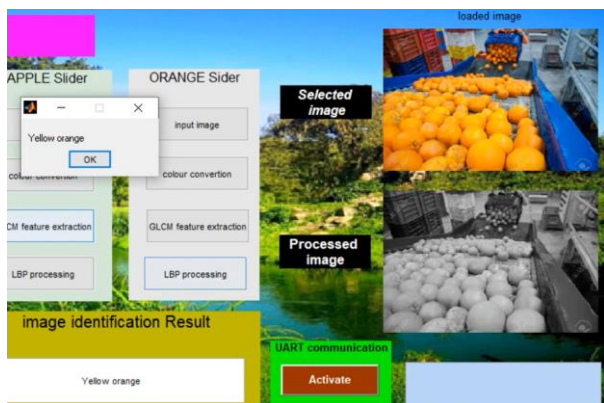 loaded image
APPLE Slider
ORANGE Sider
Selected
image
Yellow orange
OK
input image
colour convertion
colour convertion
CM feature extraction
GLCM feature extraction
Processed
image
LBP processing
LBP processing
image identification Result
UART communication
Yellow orange
Activate